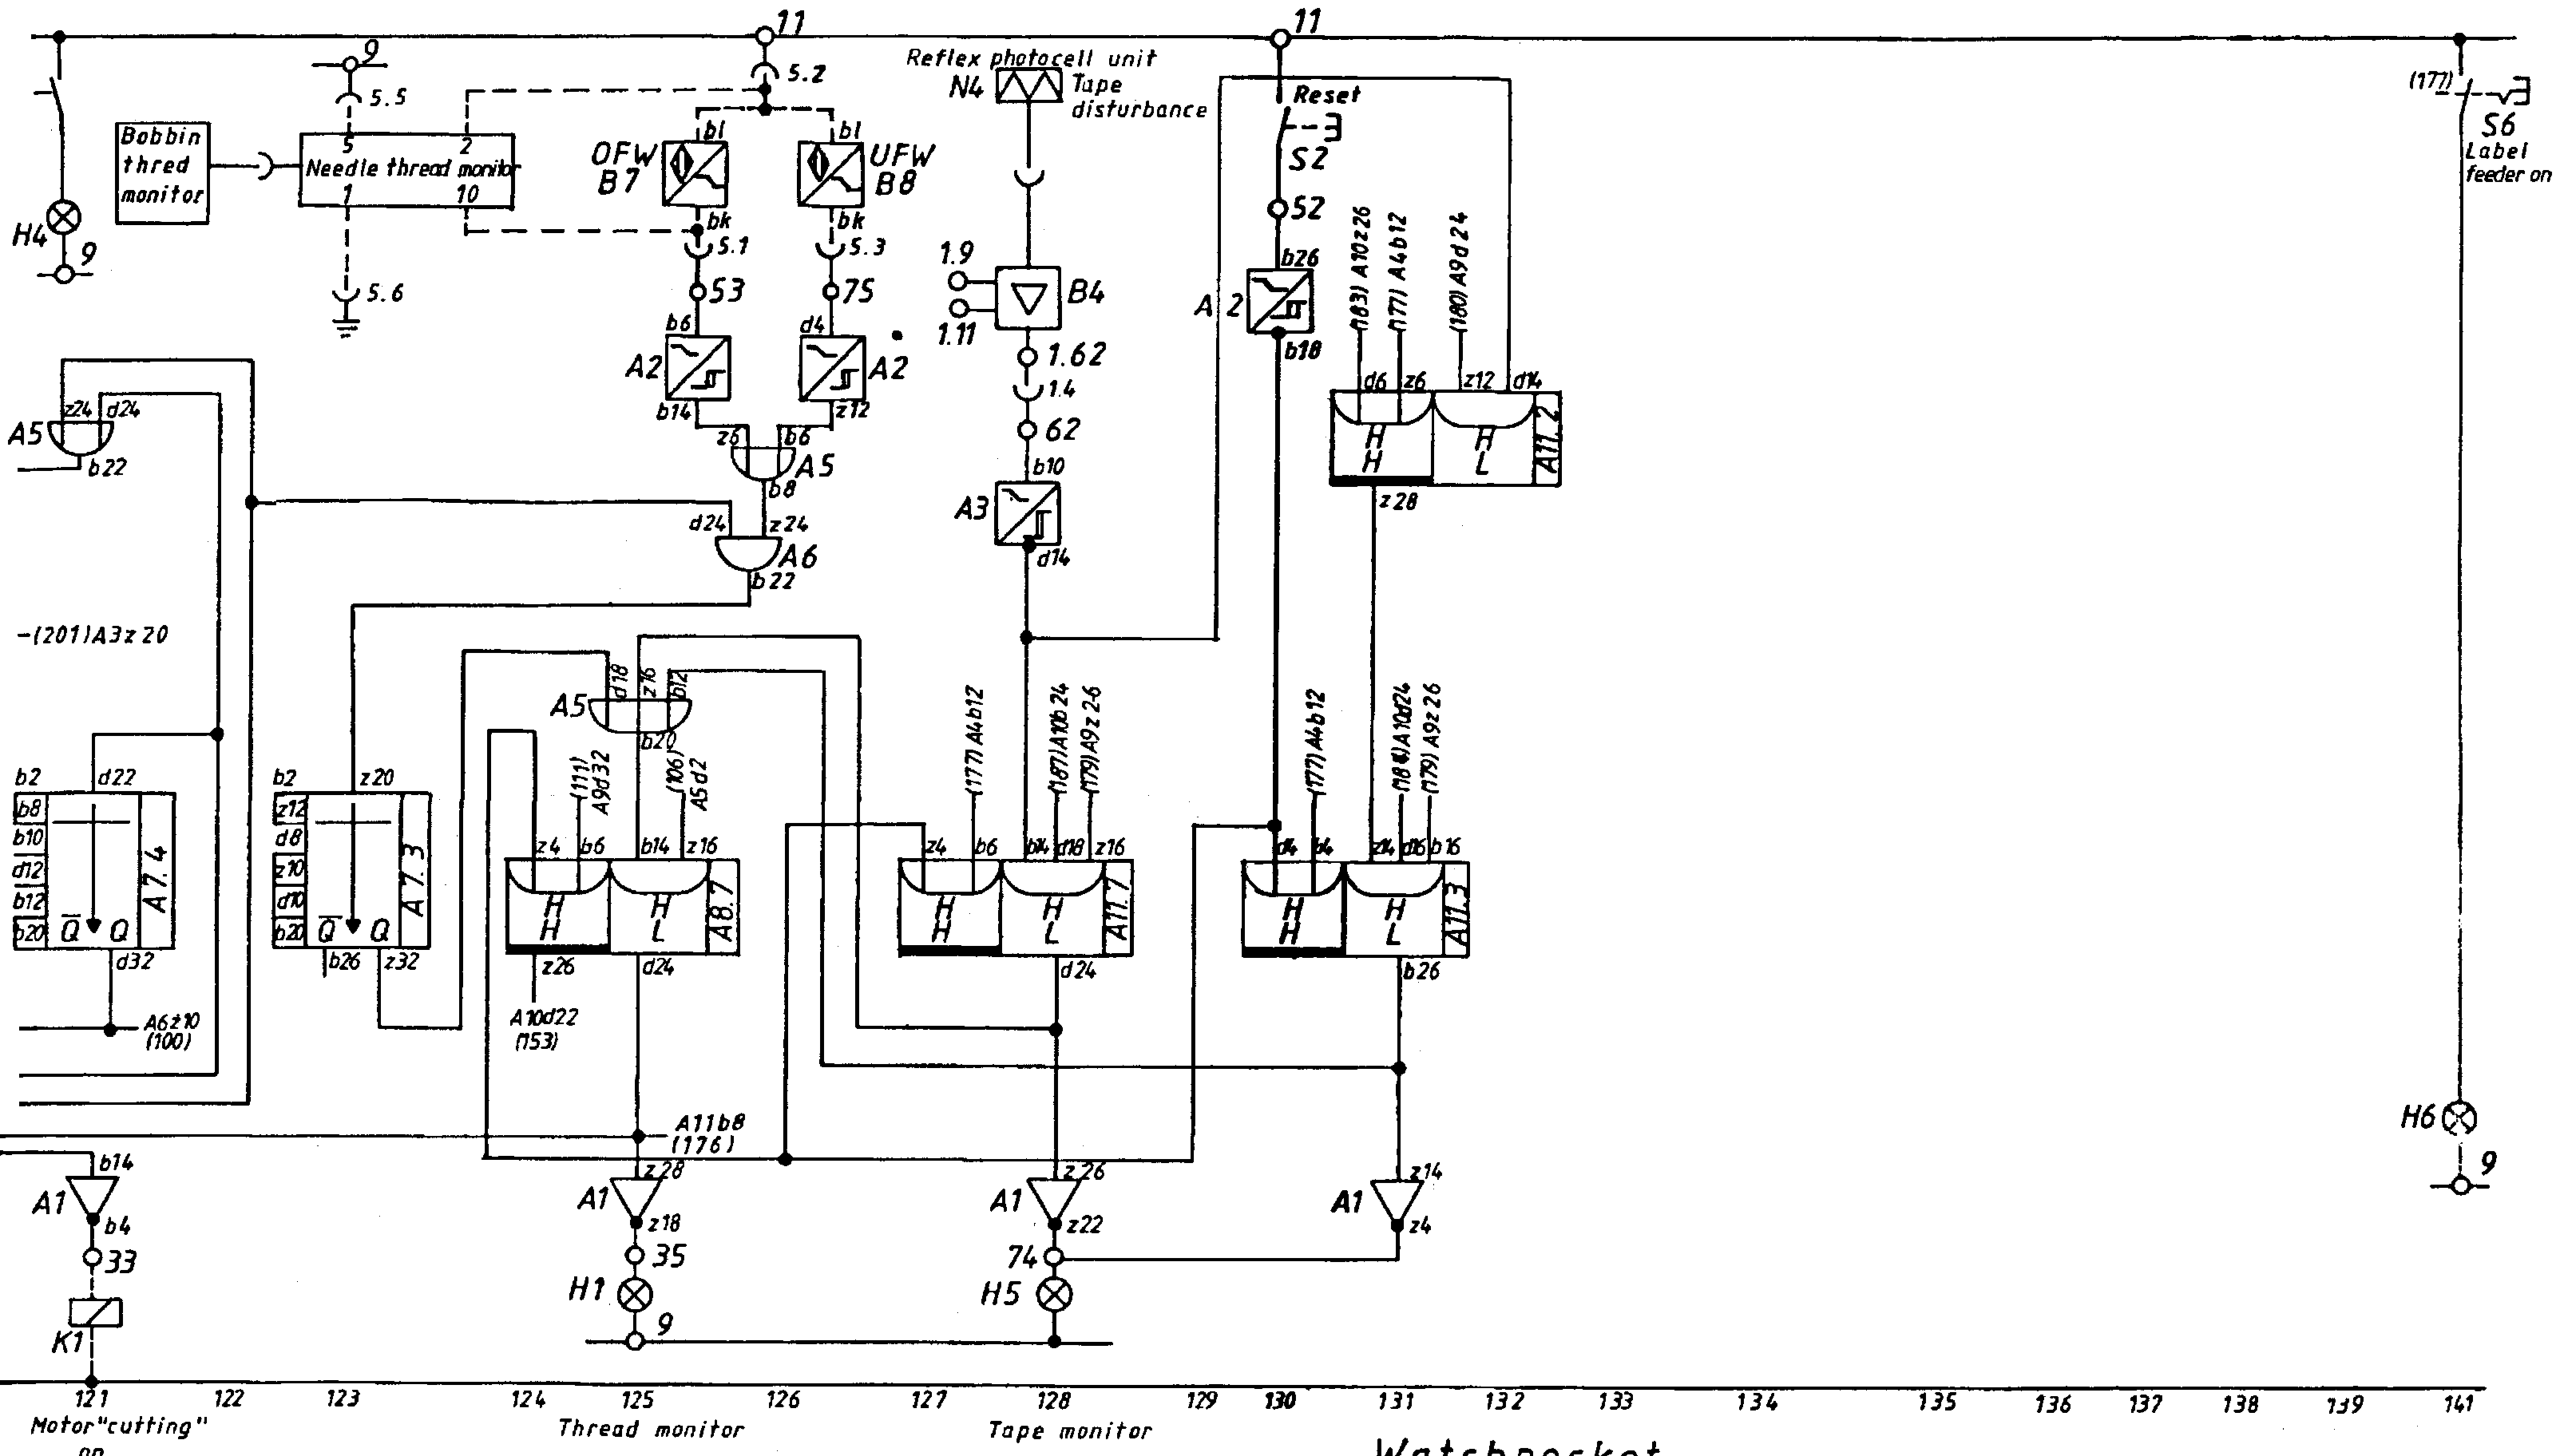 11
11
9
5.2
Reflex photocell unit
N4
Tape
disturbance
(177)
5.5
Reset
S6
Label
feeder on
Bobbin
thred
monitor
5
2
Needle thread monitor
1
10
OFW
B7
bl
bl
UFW
B8
S2
H4
9
bk
5.1
bk
5.3
52
(183) A10z26
(177) A4b12
(180) A9d24
5.6
53
75
1.9
1.11
B4
b26
A2
b18
b6
A2
b14
d4
A2
z12
1.62
1.4
62
d6
z6
z12
d14
H
H
H
L
A11.2
z28
z24
d24
A5
b22
z6
b6
A5
b8
b10
A3
d14
d24
z24
A6
b22
-(201)A3z20
d18
z16
b12
A5
b20
(111)
A9d32
(106)
A5d2
(177) A4b12
(187) A10b24
(179) A9z26
(177) A4b12
(184) A10d24
(179) A9z26
b2
d22
b8
b10
d12
b12
b20
Q
Q
A7.4
d32
b2
z20
z12
d8
z10
d10
b20
Q
Q
A7.3
b26
z32
z4
b6
b14
z16
H
H
H
L
A8.7
z26
d24
z4
b6
b14
d18
z16
H
H
H
L
A11.7
d24
d4
b4
z14
d16
b16
H
H
H
L
A11.3
b26
A6z10
(100)
A10d22
(153)
A11b8
(176)
H6
9
b14
A1
b4
33
K1
z28
A1
z18
35
H1
9
z26
A1
z22
74
H5
z14
A1
z4
121
122
123
124
125
126
127
128
129
130
131
132
133
134
135
136
137
138
139
141
Motor"cutting"
on
Thread monitor
Tape monitor
Watchpocket